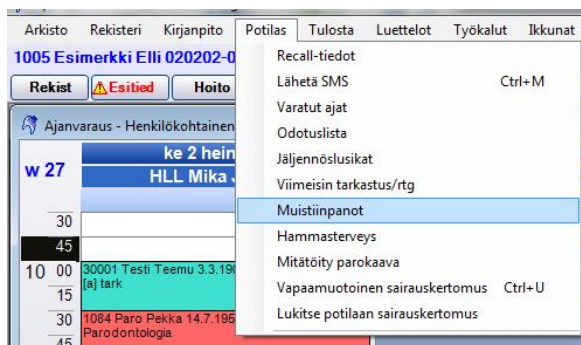 Arkisto Rekisteri Kirjanpito Potilas Tulosta Luettelot Työkalut Ikkunat
1005 Esimerkki Elli 020202-0
Rekist Esitied Hoito
Ajanvaraus - Henkilökohtainen
ke 2 hein
w 27
HLL Mika
30
45
10 00 30001 Testi Teemu 3.3.190
[a] tark
15
30 1084 Paro Pekka 14.7.195
Parodontologia
45
Recall-tiedot
Lähetä SMS Ctrl+M
Varatut ajat
Odotuslista
Jäljennöslusikat
Viimeisin tarkastus/rtg
Muistiinpanot
Hammasterveys
Mitätöity parokaava
Vapaamuotoinen sairauskertomus Ctrl+U
Lukitse potilaan sairauskertomus